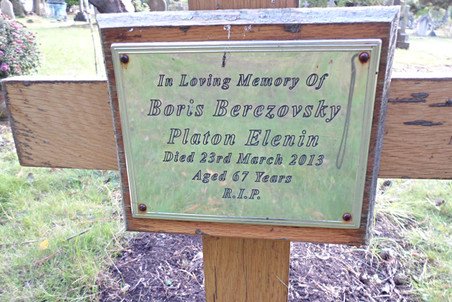 In Loving Memory Of
Boris Berezovsky
Platon Elenin
Died 23rd March 2013
Aged 67 Years
R.I.P.